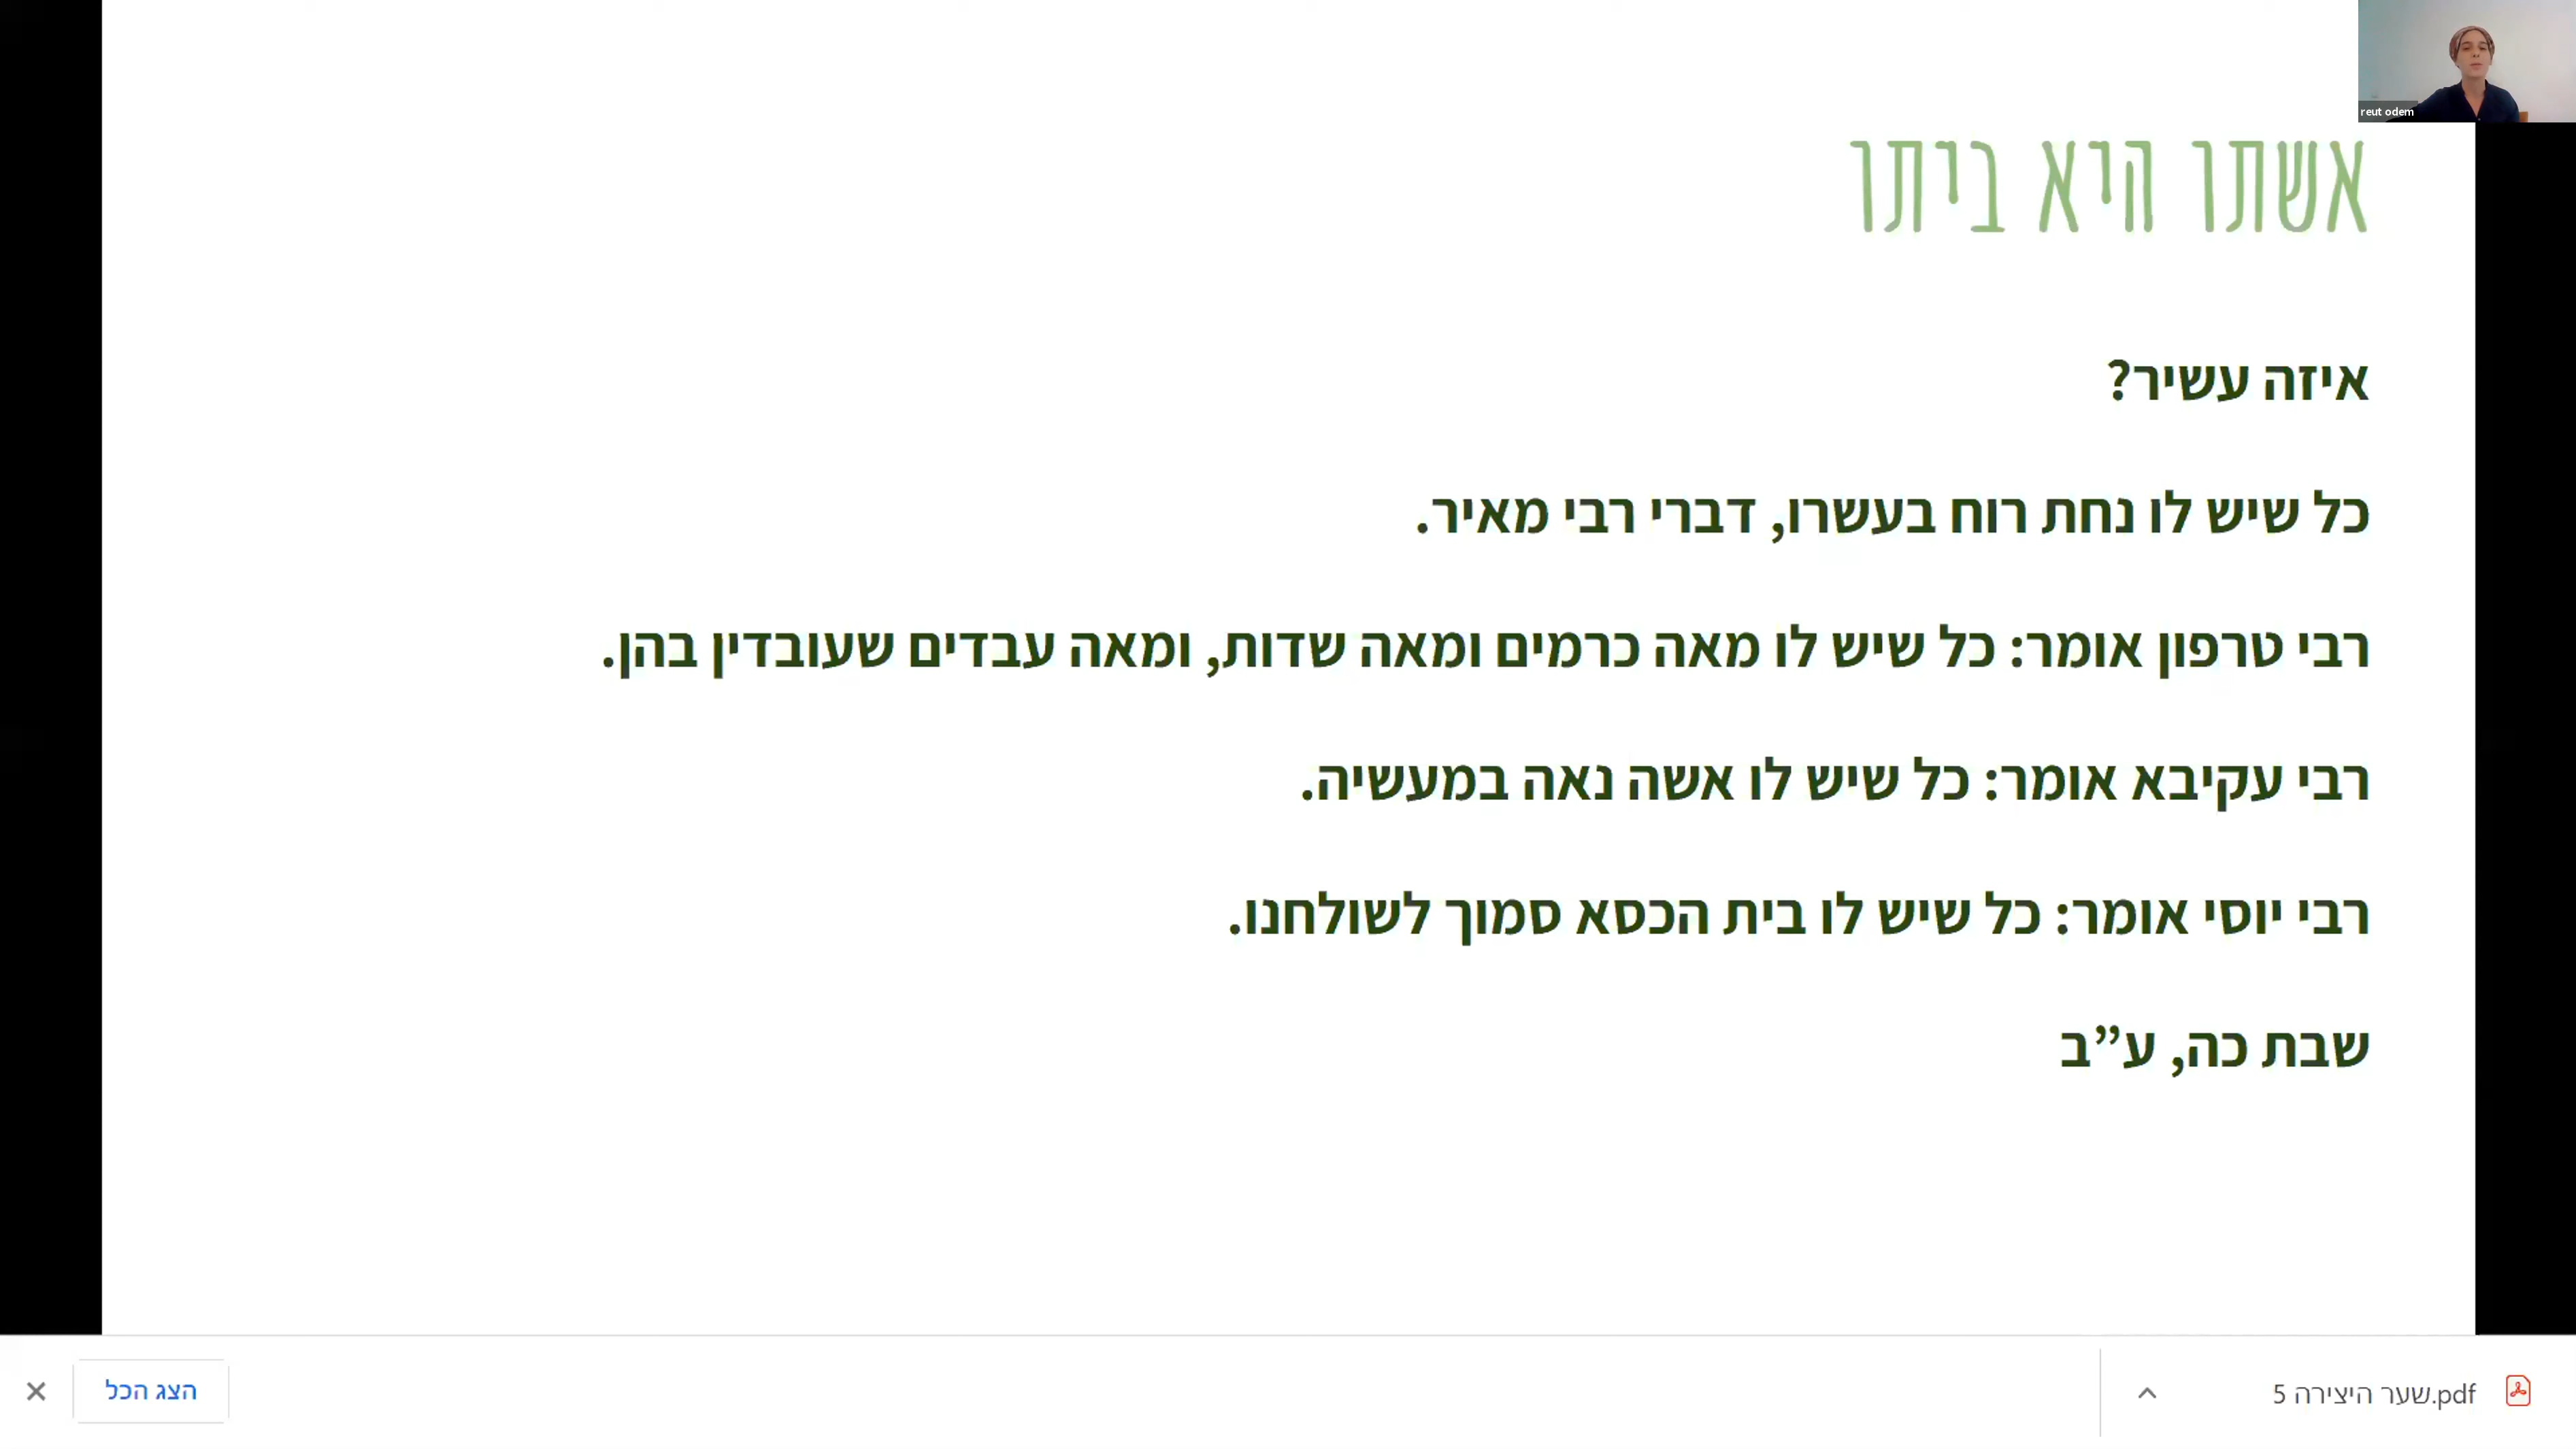 reut odem
אשתו היא ביתו
איזה עשיר?
כל שיש לו נחת רוח בעשרו, דברי רבי מאיר.
רבי טרפון אומר: כל שיש לו מאה כרמים ומאה שדות, ומאה עבדים שעובדין בהן.
רבי עקיבא אומר: כל שיש לו אשה נאה במעשיה.
רבי יוסי אומר: כל שיש לו בית הכסא סמוך לשולחנו.
שבת כה, ע”ב
שער היצירה 5.pdf
הצג הכל